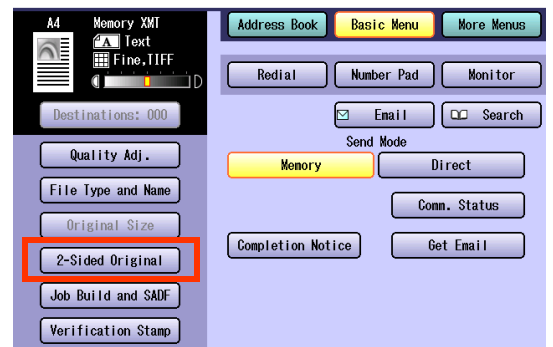 A4 Memory XMT
A Text
Fine,TIFF
D
Destinations: 000
Quality Adj.
File Type and Name
Original Size
2-Sided Original
Job Build and SADF
Verification Stamp
Address Book Basic Menu More Menus
Redial Number Pad Monitor
Email Search
Send Mode
Memory Direct
Comm. Status
Completion Notice Get Email